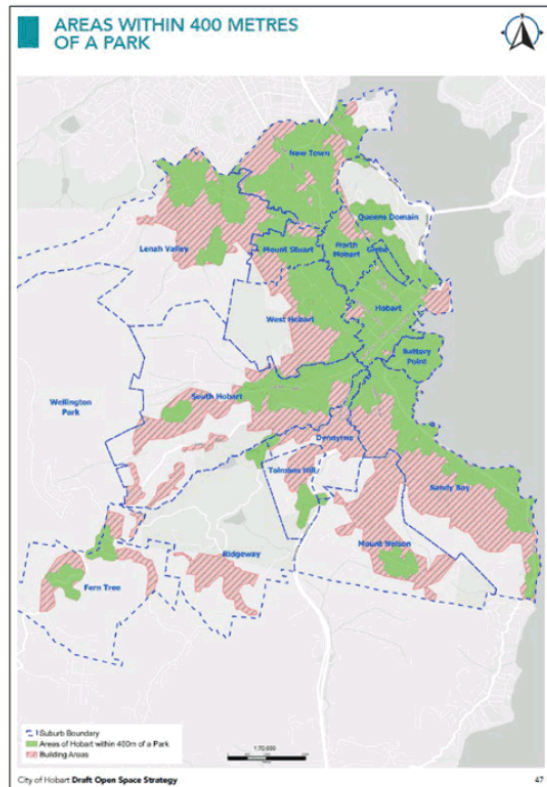 AREAS WITHIN 400 METRES
OF A PARK
New Town
Queens Domain
Lenah Valley
Mount Stuart
North
Hobart
Glebe
West Hobart
Hobart
Battery
Point
Wellington
Park
South Hobart
Dynnyrne
Tolmans Hill
Sandy Bay
Mount Nelson
Ridgeway
Fern Tree
Suburb Boundary
Areas of Hobart within 400m of a Park
Building Areas
1:70,000
City of Hobart Draft Open Space Strategy
47